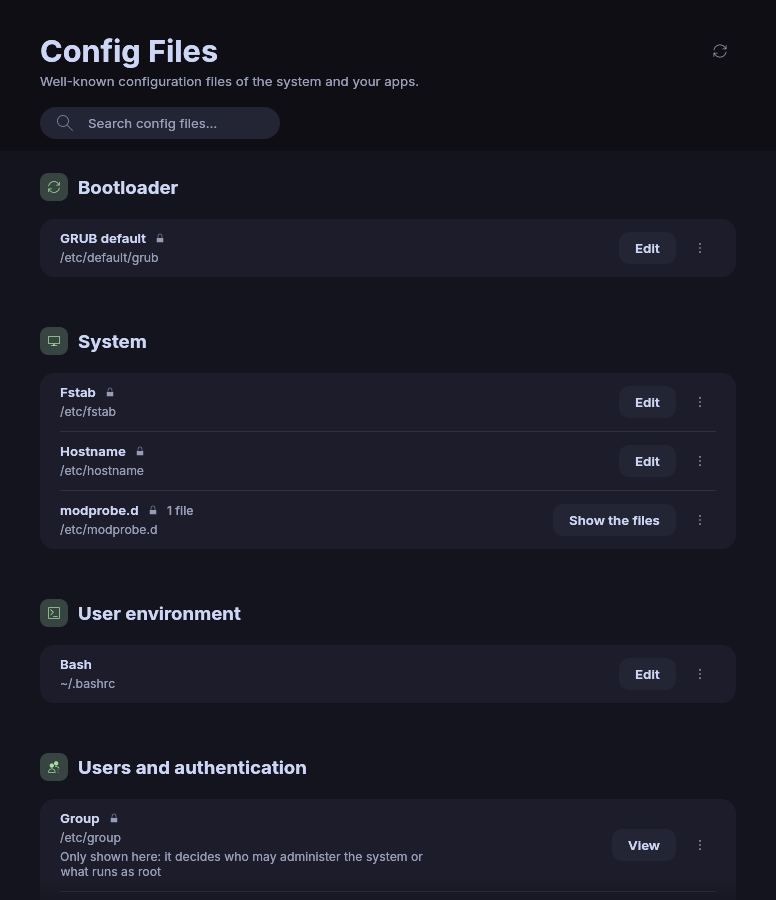 Config Files
Well-known configuration files of the system and your apps.
Search config files...
Bootloader
GRUB default
/etc/default/grub
Edit
System
Fstab
/etc/fstab
Edit
Hostname
/etc/hostname
Edit
modprobe.d 1 file
/etc/modprobe.d
Show the files
User environment
Bash
~/.bashrc
Edit
Users and authentication
Group
/etc/group
Only shown here: it decides who may administer the system or
what runs as root
View